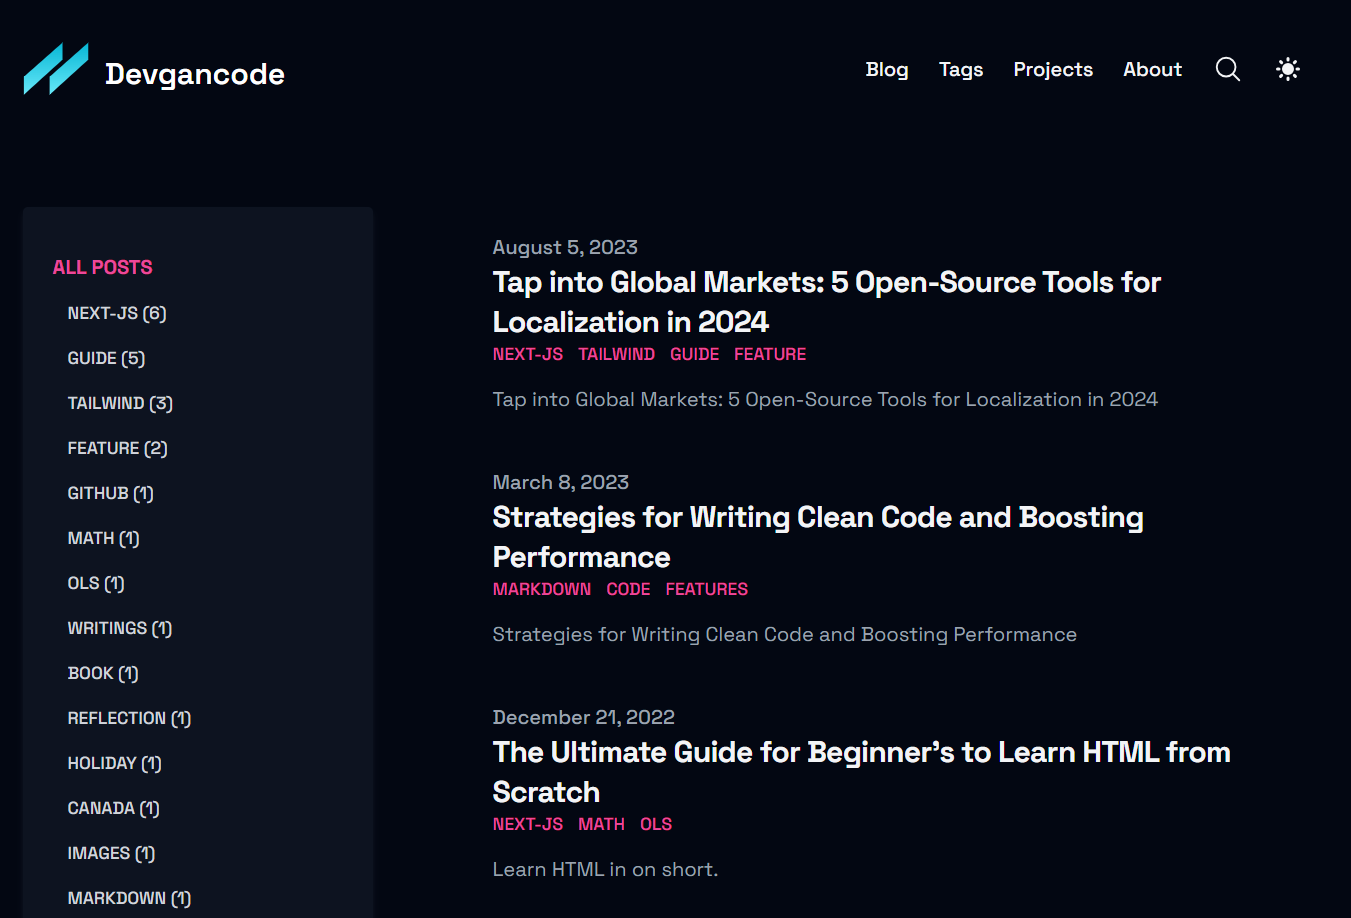 Devgancode
Blog Tags Projects About
ALL POSTS
NEXT-JS (6)
GUIDE (5)
TAILWIND (3)
FEATURE (2)
GITHUB (1)
MATH (1)
OLS (1)
WRITINGS (1)
BOOK (1)
REFLECTION (1)
HOLIDAY (1)
CANADA (1)
IMAGES (1)
MARKDOWN (1)
August 5, 2023
Tap into Global Markets: 5 Open-Source Tools for
Localization in 2024
NEXT-JS TAILWIND GUIDE FEATURE
Tap into Global Markets: 5 Open-Source Tools for Localization in 2024
March 8, 2023
Strategies for Writing Clean Code and Boosting
Performance
MARKDOWN CODE FEATURES
Strategies for Writing Clean Code and Boosting Performance
December 21, 2022
The Ultimate Guide for Beginner's to Learn HTML from
Scratch
NEXT-JS MATH OLS
Learn HTML in on short.